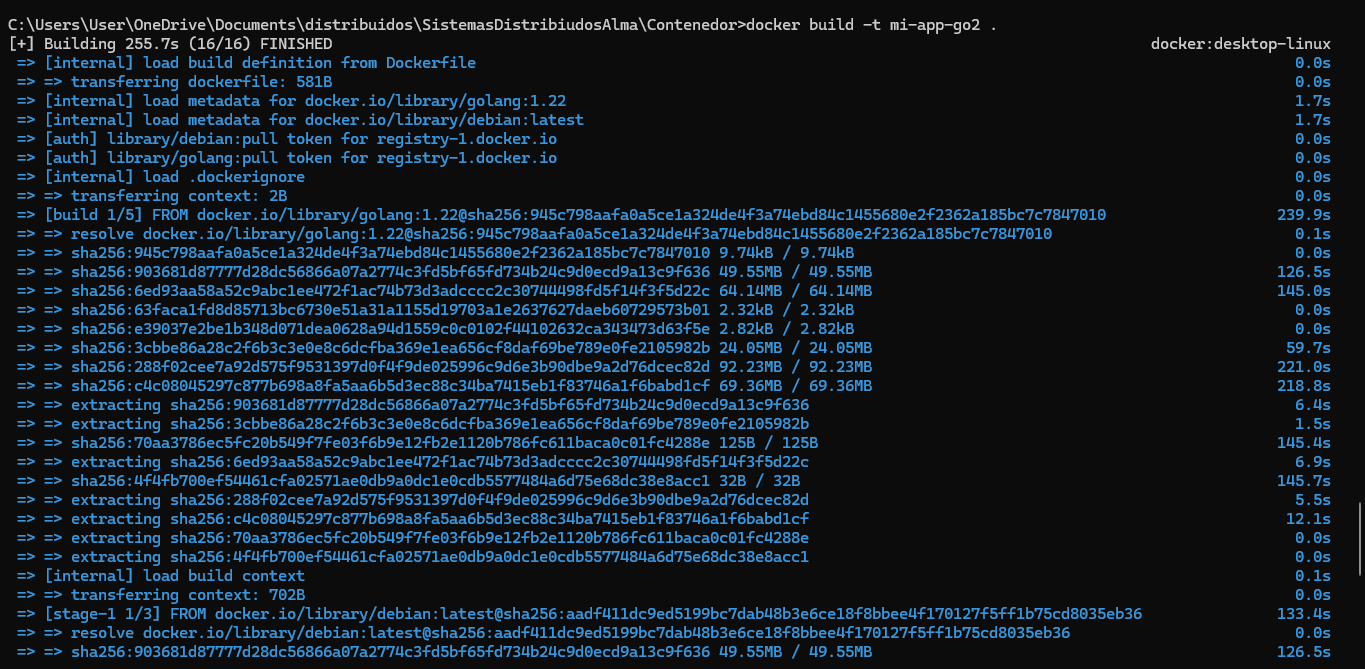 C:\Users\User\OneDrive\Documents\distribuidos\SistemasDistribiudosAlma\Contenedor>docker build -t mi-app-go2 .
[+] Building 255.7s (16/16) FINISHED docker:desktop-linux
=> [internal] load build definition from Dockerfile 0.0s
=> => transferring dockerfile: 581B 0.0s
=> [internal] load metadata for docker.io/library/golang:1.22 1.7s
=> [internal] load metadata for docker.io/library/debian:latest 1.7s
=> [auth] library/debian:pull token for registry-1.docker.io 0.0s
=> [auth] library/golang:pull token for registry-1.docker.io 0.0s
=> [internal] load .dockerignore 0.0s
=> => transferring context: 2B 0.0s
=> [build 1/5] FROM docker.io/library/golang:1.22@sha256:945c798aafa0a5ce1a324de4f3a74ebd84c1455680e2f2362a185bc7c7847010 239.9s
=> => resolve docker.io/library/golang:1.22@sha256:945c798aafa0a5ce1a324de4f3a74ebd84c1455680e2f2362a185bc7c7847010 0.1s
=> => sha256:945c798aafa0a5ce1a324de4f3a74ebd84c1455680e2f2362a185bc7c7847010 9.74kB / 9.74kB 0.0s
=> => sha256:903681d87777d28dc56866a07a2774c3fd5bf65fd734b24c9d0ecd9a13c9f636 49.55MB / 49.55MB 126.5s
=> => sha256:6ed93aa58a52c9abc1ee472f1ac74b73d3adcccc2c30744498fd5f14f3f5d22c 64.14MB / 64.14MB 145.0s
=> => sha256:63faca1fd8d85713bc6730e51a31a1155d19703a1e2637627daeb60729573b01 2.32kB / 2.32kB 0.0s
=> => sha256:e39037e2be1b348d071dea0628a94d1559c0c0102f44102632ca343473d63f5e 2.82kB / 2.82kB 0.0s
=> => sha256:3cbbe86a28c2f6b3c3e0e8c6dcfba369e1ea656cf8daf69be789e0fe2105982b 24.05MB / 24.05MB 59.7s
=> => sha256:288f02cee7a92d575f9531397d0f4f9de025996c9d6e3b90dbe9a2d76dcec82d 92.23MB / 92.23MB 221.0s
=> => sha256:c4c08045297c877b698a8fa5aa6b5d3ec88c34ba7415eb1f83746a1f6babd1cf 69.36MB / 69.36MB 218.8s
=> => extracting sha256:903681d87777d28dc56866a07a2774c3fd5bf65fd734b24c9d0ecd9a13c9f636 6.4s
=> => extracting sha256:3cbbe86a28c2f6b3c3e0e8c6dcfba369e1ea656cf8daf69be789e0fe2105982b 1.5s
=> => sha256:70aa3786ec5fc20b549f7fe03f6b9e12fb2e1120b786fc611baca0c01fc4288e 125B / 125B 145.4s
=> => extracting sha256:6ed93aa58a52c9abc1ee472f1ac74b73d3adcccc2c30744498fd5f14f3f5d22c 6.9s
=> => sha256:4f4fb700ef54461cfa02571ae0db9a0dc1e0cdb5577484a6d75e68dc38e8acc1 32B / 32B 145.7s
=> => extracting sha256:288f02cee7a92d575f9531397d0f4f9de025996c9d6e3b90dbe9a2d76dcec82d 5.5s
=> => extracting sha256:c4c08045297c877b698a8fa5aa6b5d3ec88c34ba7415eb1f83746a1f6babd1cf 12.1s
=> => extracting sha256:70aa3786ec5fc20b549f7fe03f6b9e12fb2e1120b786fc611baca0c01fc4288e 0.0s
=> => extracting sha256:4f4fb700ef54461cfa02571ae0db9a0dc1e0cdb5577484a6d75e68dc38e8acc1 0.0s
=> [internal] load build context 0.1s
=> => transferring context: 702B 0.0s
=> [stage-1 1/3] FROM docker.io/library/debian:latest@sha256:aadf411dc9ed5199bc7dab48b3e6ce18f8bbee4f170127f5ff1b75cd8035eb36 133.4s
=> => resolve docker.io/library/debian:latest@sha256:aadf411dc9ed5199bc7dab48b3e6ce18f8bbee4f170127f5ff1b75cd8035eb36 0.0s
=> => sha256:903681d87777d28dc56866a07a2774c3fd5bf65fd734b24c9d0ecd9a13c9f636 49.55MB / 49.55MB 126.5s